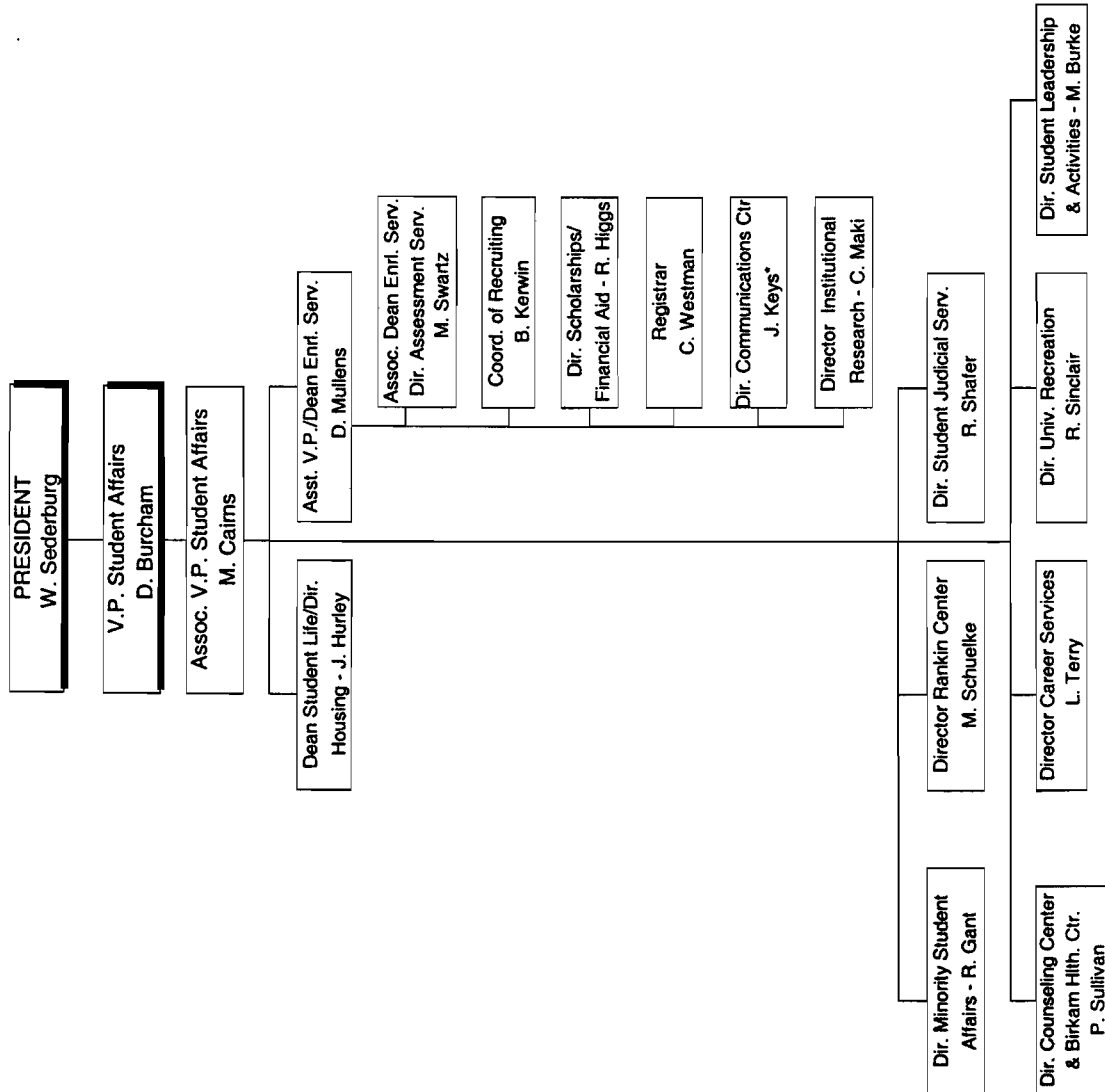 PRESIDENT
W. Sederburg
V.P. Student Affairs
D. Burcham
Assoc. V.P. Student Affairs
M. Cairns
Dean Student Life/Dir.
Housing - J. Hurley
Asst. V.P./Dean Enrl. Serv.
D. Mullens
Assoc. Dean Enrl. Serv.
Dir. Assessment Serv.
M. Swartz
Coord. of Recruiting
B. Kerwin
Dir. Scholarships/
Financial Aid - R. Higgs
Registrar
C. Westman
Dir. Communications Ctr
J. Keys*
Director Institutional
Research - C. Maki
Dir. Minority Student
Affairs - R. Gant
Director Rankin Center
M. Schuelke
Dir. Student Judicial Serv.
R. Shafer
Dir. Counseling Center
& Birkam Hlth. Ctr.
P. Sullivan
Director Career Services
L. Terry
Dir. Univ. Recreation
R. Sinclair
Dir. Student Leadership
& Activities - M. Burke